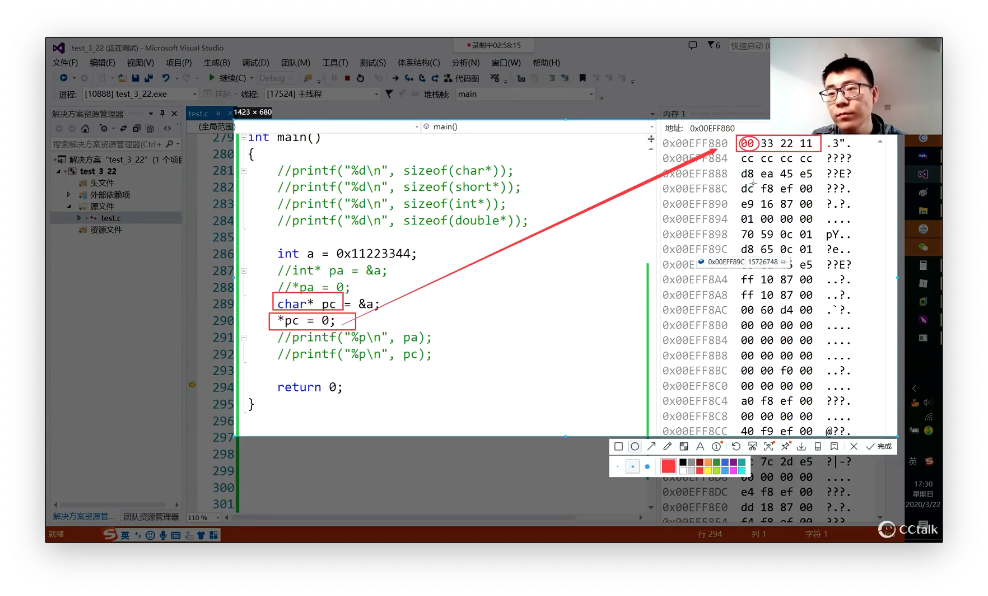 test_3_22 (正在调试) - Microsoft Visual Studio
录制中02:58:15
6
快速启动 (
文件(F) 编辑(E) 视图(V) 项目(P) 生成(B) 调试(D) 团队(M) 工具(T) 测试(S) 体系结构(C) 分析(N) 窗口(W) 帮助(H)
继续(C) Debug
代码图
进程: [10888] test_3_22.exe 线程: [17524] 主线程 堆栈帧: main
解决方案资源管理器
搜索解决方案资源管理器(Ctrl+
解决方案 "test_3_22" (1 个项目
test_3_22
头文件
外部依赖项
源文件
test.c
资源文件
解决方案资源管... 团队资源管理器
test.c
1423 × 680
(全局范围 main()
279 int main()
280 {
281 //printf("%d\n", sizeof(char*));
282 //printf("%d\n", sizeof(short*));
283 //printf("%d\n", sizeof(int*));
284 //printf("%d\n", sizeof(double*));
285
286 int a = 0x11223344;
287 //int* pa = &a;
288 //*pa = 0;
289 char* pc = &a;
290 *pc = 0;
291 //printf("%p\n", pa);
292 //printf("%p\n", pc);
293
294 return 0;
295 }
296
297
298
299
300
301
110 %
内存 1
地址: 0x00EFF880
0x00EFF880 00 33 22 11 .3".
0x00EFF884 cc cc cc cc ????
0x00EFF888 d8 ea 45 e5 ??E?
0x00EFF88C dc f8 ef 00 ???.
0x00EFF890 e9 16 87 00 ?.?.
0x00EFF894 01 00 00 00 ....
0x00EFF898 70 59 0c 01 pY..
0x00EFF89C d8 65 0c 01 ?e..
0x00EFF89C 15726748
e5 ??E?
0x00EFF8A4 ff 10 87 00 ..?.
0x00EFF8A8 ff 10 87 00 ..?.
0x00EFF8AC 00 60 d4 00 .`?.
0x00EFF8B0 00 00 00 00 ....
0x00EFF8B4 00 00 00 00 ....
0x00EFF8B8 00 00 00 00 ....
0x00EFF8BC 00 00 f0 00 ..?.
0x00EFF8C0 00 00 00 00 ....
0x00EFF8C4 a0 f8 ef 00 ???.
0x00EFF8C8 00 00 00 00 ....
0x00EFF8CC 40 f9 ef 00 @??.
完成
7c 2d e5 ?|-?
00 00 00 ....
0x00EFF8DC e4 f8 ef 00 ???.
0x00EFF8E0 dd 18 87 00 ?.?.
0x00EFF8E4 f4 f8 ef 00 ???.
英
17:30
星期日
2020/3/22
就绪
英
行 294 列 1 字符 1
CCtalk